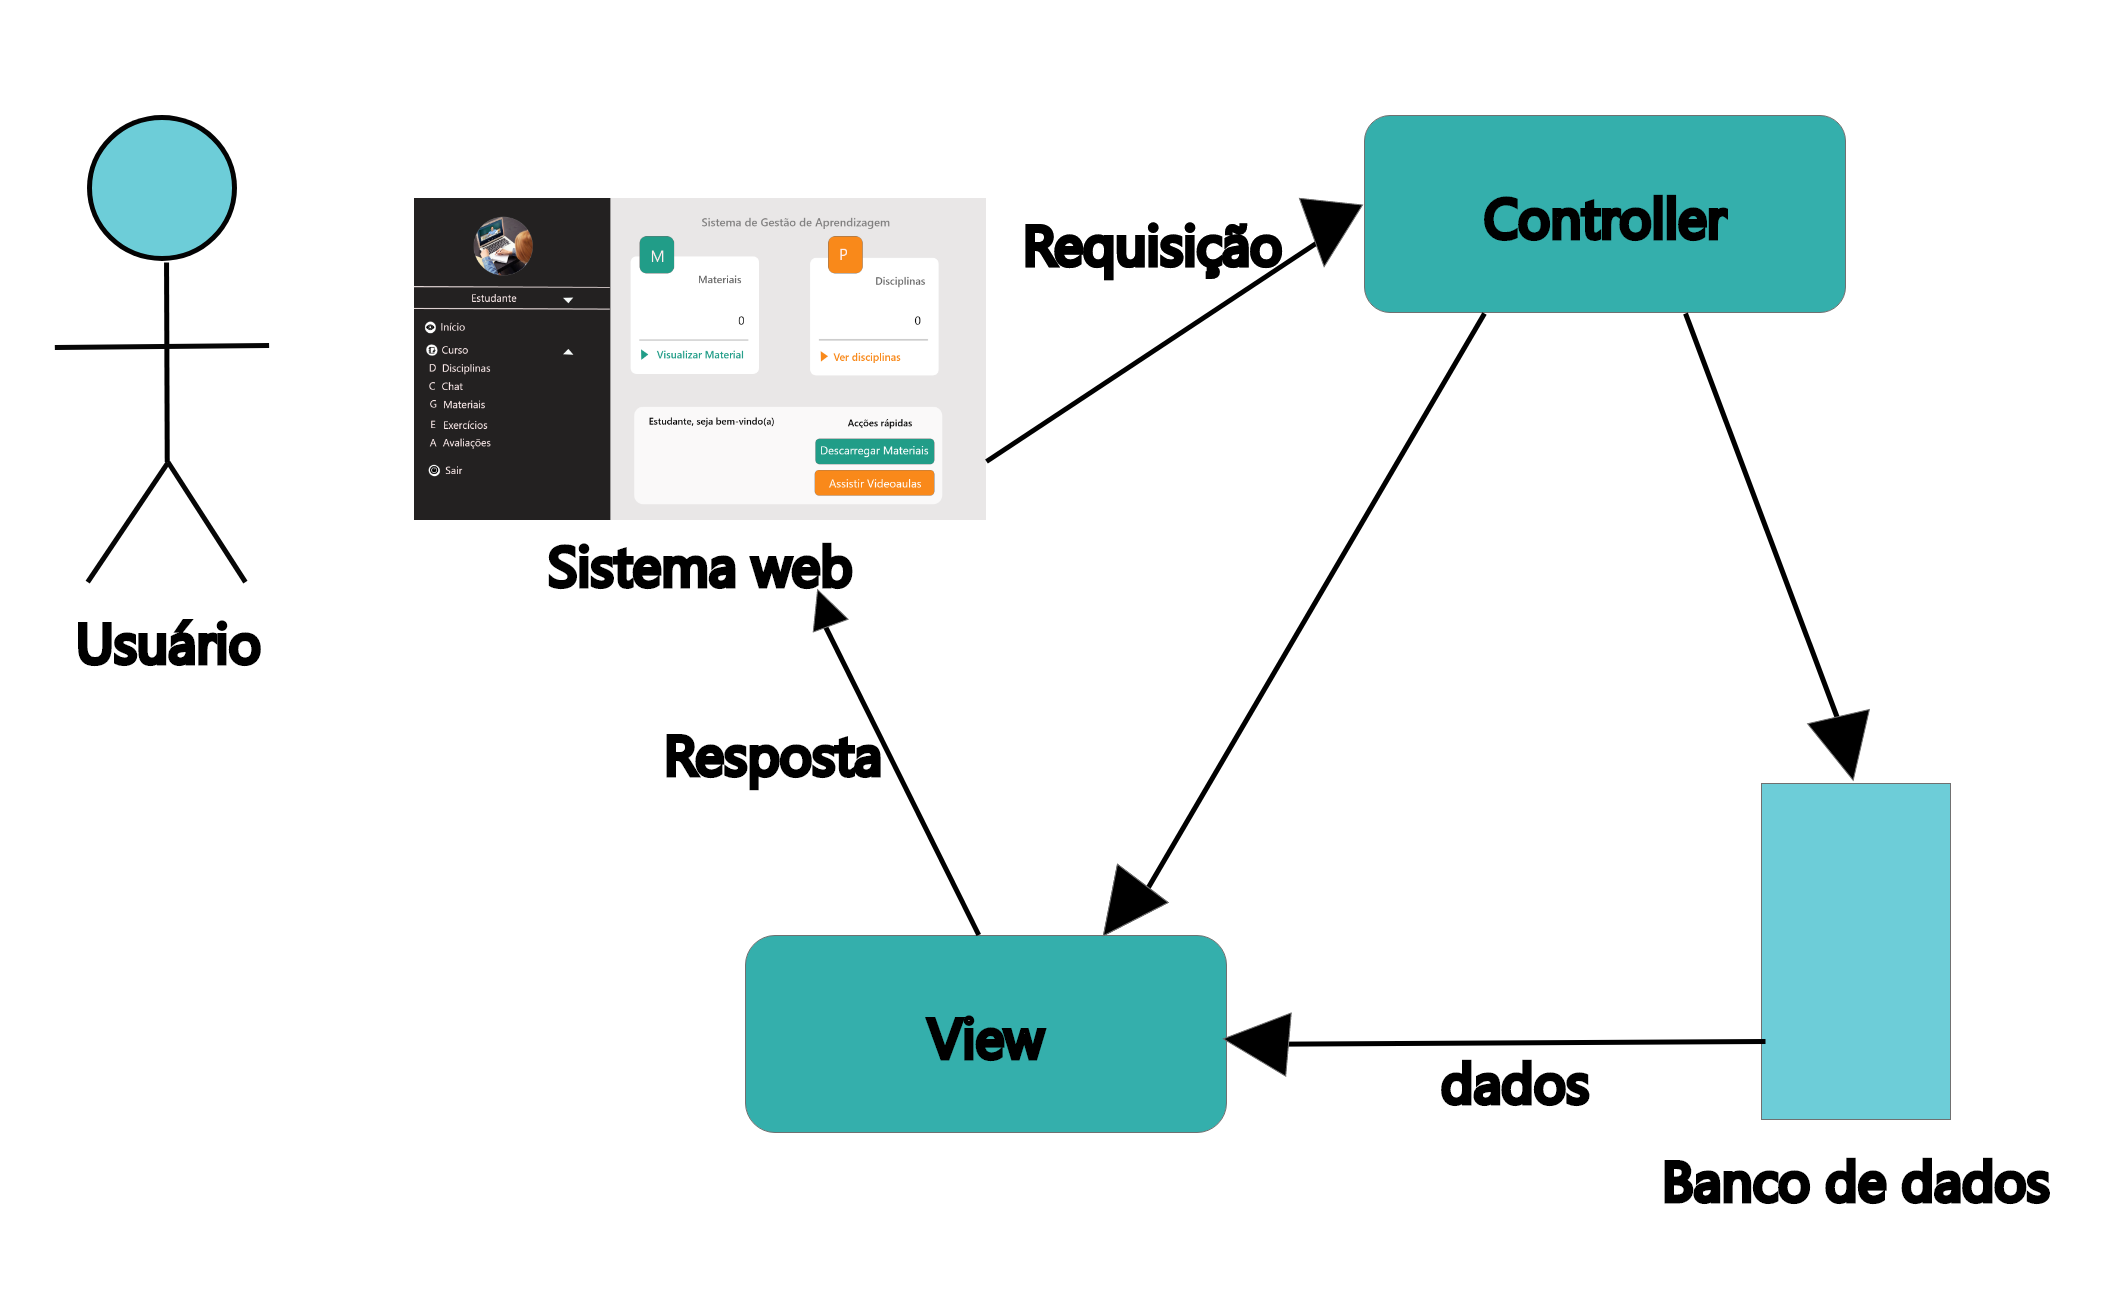 Usuário
Sistema de Gestão de Aprendizagem
M
Materiais
0
Visualizar Material
P
Disciplinas
0
Ver disciplinas
Estudante
Início
Curso
D Disciplinas
C Chat
G Materiais
E Exercícios
A Avaliações
Sair
Estudante, seja bem-vindo(a)
Acções rápidas
Descarregar Materiais
Assistir Videoaulas
Sistema web
Requisição
Controller
Resposta
View
dados
Banco de dados